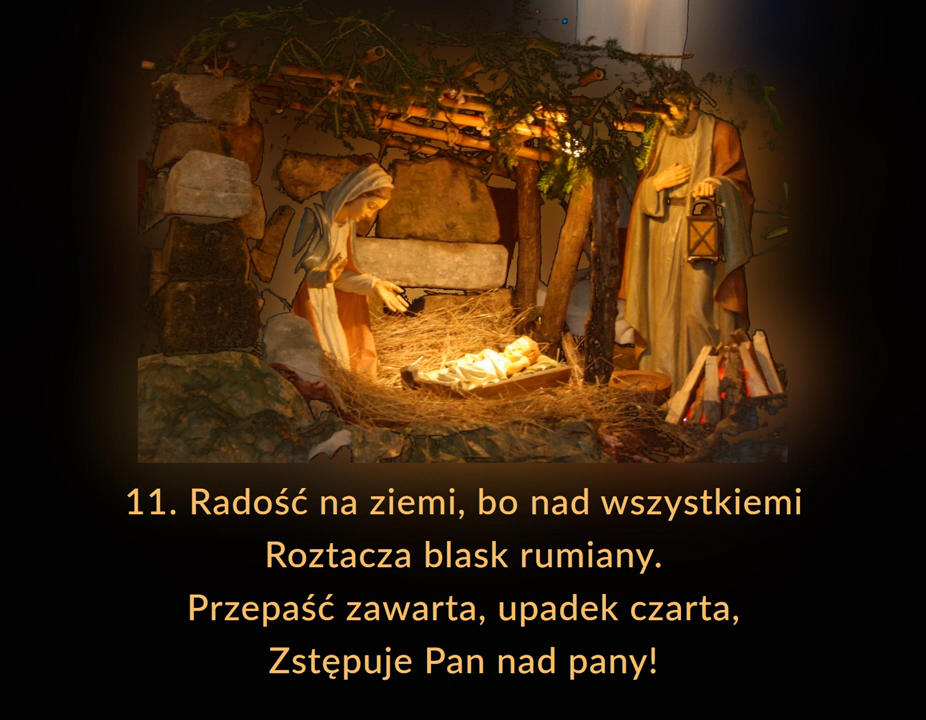 11. Radość na ziemi, bo nad wszystkiemi
Roztacza blask rumiany.
Przepaść zawarta, upadek czarta,
Zstępuje Pan nad pany!